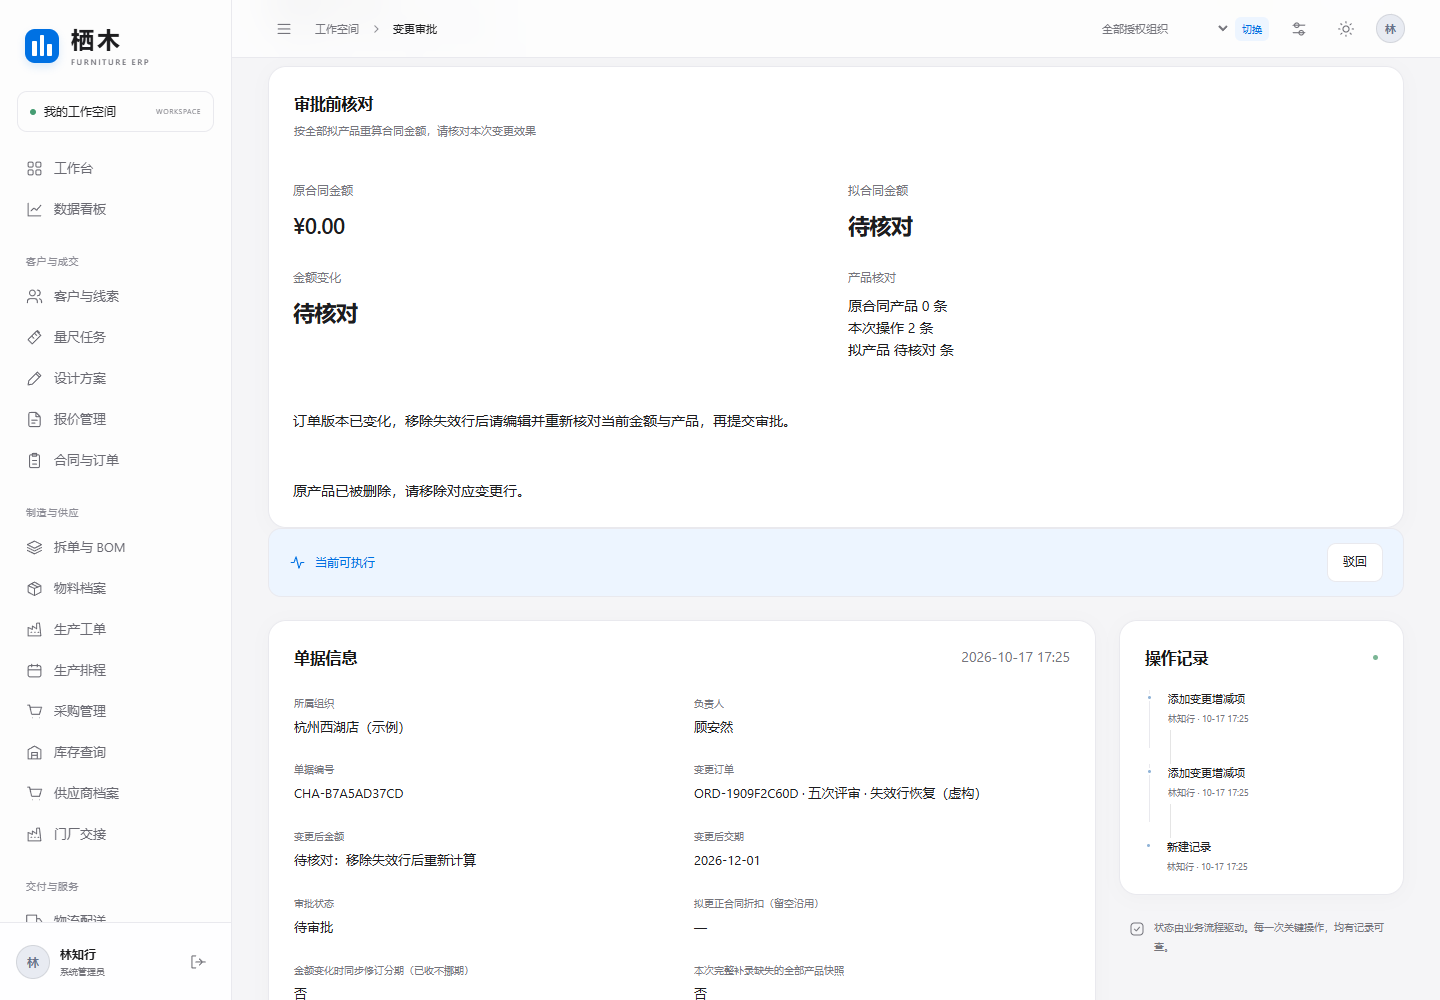 栖木
FURNITURE ERP
我的工作空间
WORKSPACE
工作台
数据看板
客户与成交
客户与线索
量尺任务
设计方案
报价管理
合同与订单
制造与供应
拆单与 BOM
物料档案
生产工单
生产排程
采购管理
库存查询
供应商档案
门厂交接
交付与服务
物流配送
林
林知行
系统管理员
工作空间
变更审批
全部授权组织
切换
林
审批前核对
按全部拟产品重算合同金额，请核对本次变更效果
原合同金额
¥0.00
拟合同金额
待核对
金额变化
待核对
产品核对
原合同产品 0 条
本次操作 2 条
拟产品 待核对 条
订单版本已变化，移除失效行后请编辑并重新核对当前金额与产品，再提交审批。
原产品已被删除，请移除对应变更行。
当前可执行
驳回
单据信息
2026-10-17 17:25
所属组织
杭州西湖店（示例）
负责人
顾安然
单据编号
CHA-B7A5AD37CD
变更订单
ORD-1909F2C60D · 五次评审 · 失效行恢复（虚构）
变更后金额
待核对：移除失效行后重新计算
变更后交期
2026-12-01
审批状态
待审批
拟更正合同折扣（留空沿用）
—
金额变化时同步修订分期（已收不挪期）
否
本次完整补录缺失的全部产品快照
否
操作记录
添加变更增减项
林知行 · 10-17 17:25
添加变更增减项
林知行 · 10-17 17:25
新建记录
林知行 · 10-17 17:25
状态由业务流程驱动。每一次关键操作，均有记录可
查。